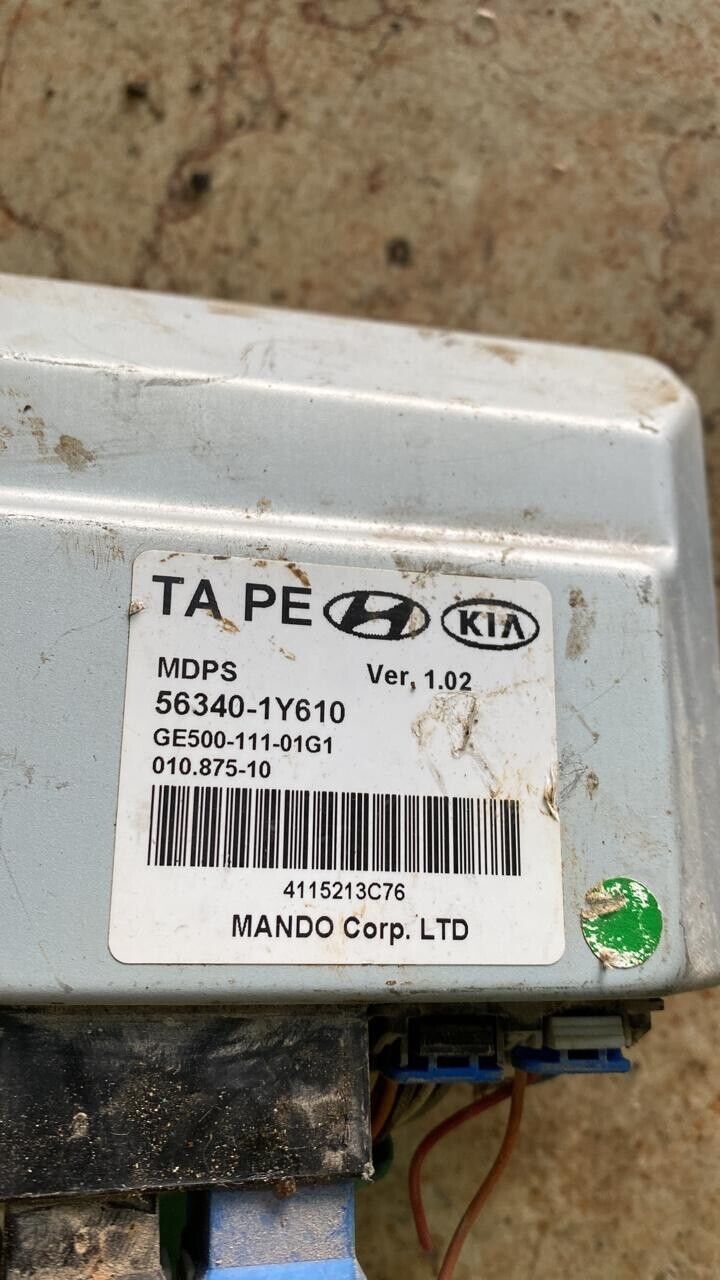 TA PE KIA
MDPS Ver. 1.02
56340-1Y610
GE500-111-01G1
010.875-10
4115213C76
MANDO Corp. LTD